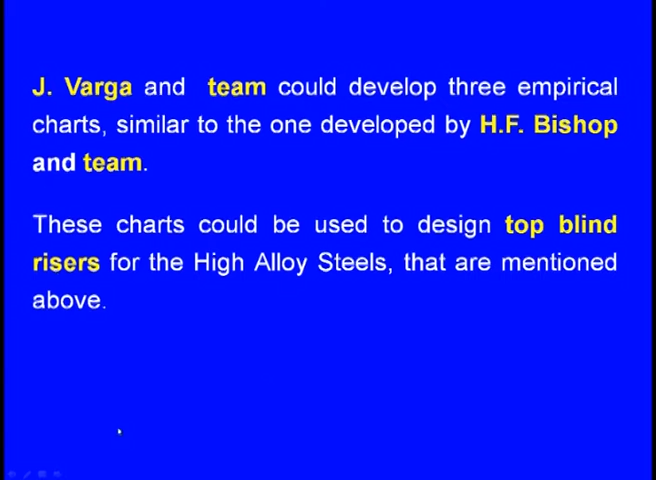 J. Varga and team could develop three empirical
charts, similar to the one developed by H.F. Bishop
and team.
These charts could be used to design top blind
risers for the High Alloy Steels, that are mentioned
above.